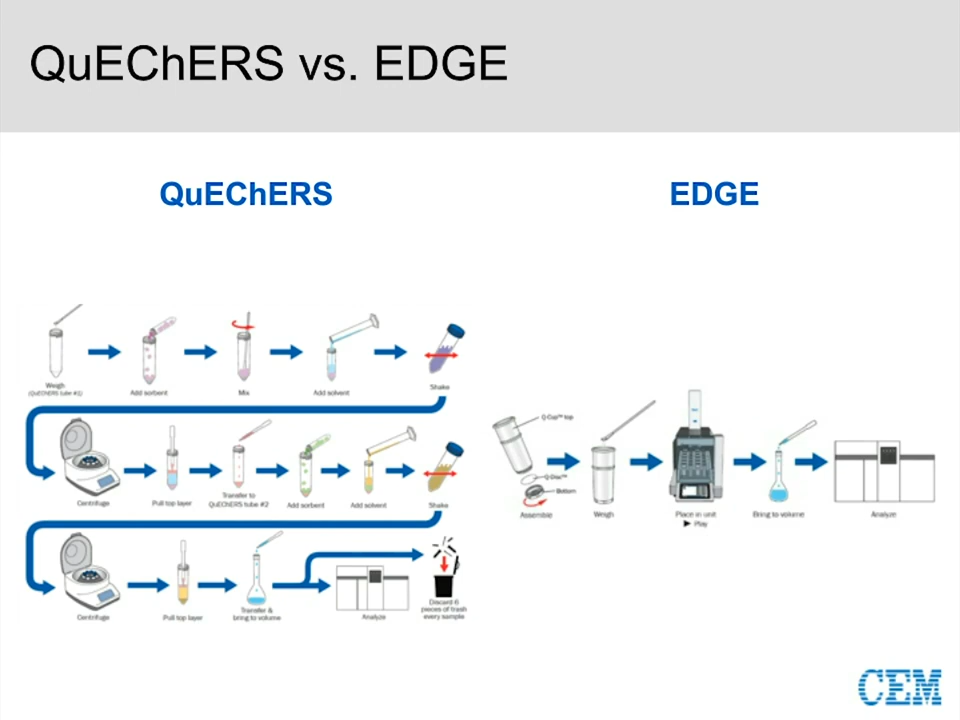 QuEChERS vs. EDGE
QuEChERS
EDGE
Weigh
(QuEChERS tube #1)
Add sorbent
Mix
Add solvent
Shake
Centrifuge
Pull top layer
Transfer to
QuEChERS tube #2
Add sorbent
Add solvent
Shake
Centrifuge
Pull top layer
Transfer &
bring to volume
Analyze
Discard 6
pieces of trash
every sample
Q-Cup™ top
Q-Disc™
Bottom
Assemble
Weigh
Place in unit
▶ Play
Bring to volume
Analyze
CEM